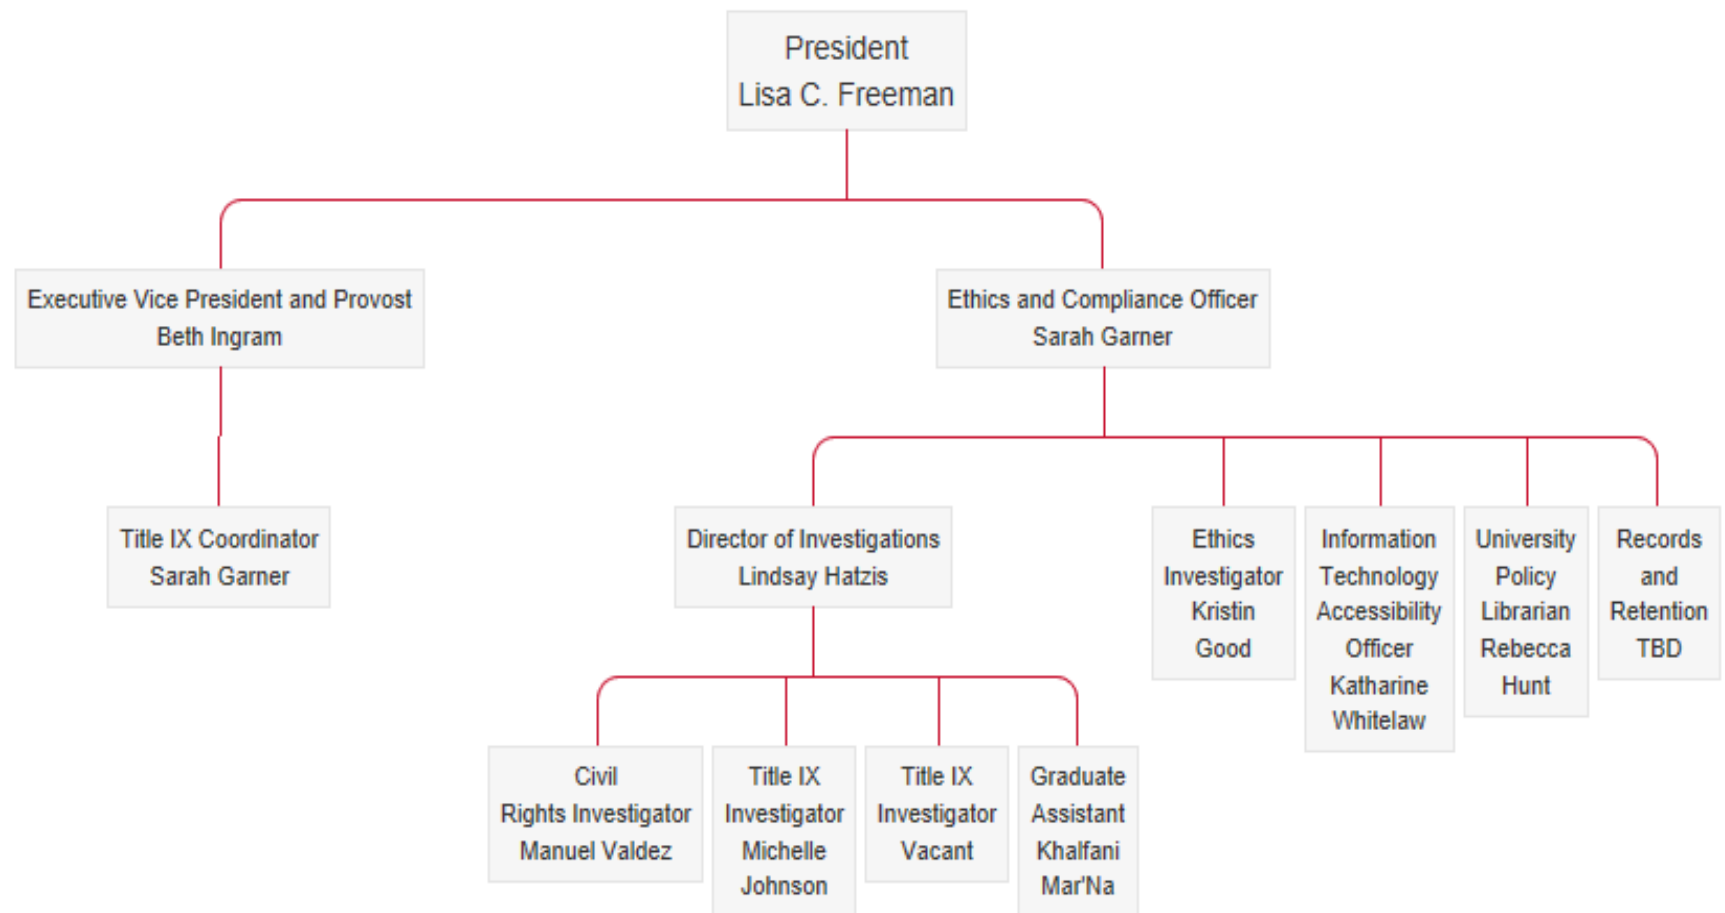 President
Lisa C. Freeman
Executive Vice President and Provost
Beth Ingram
Ethics and Compliance Officer
Sarah Garner
Title IX Coordinator
Sarah Garner
Director of Investigations
Lindsay Hatzis
Ethics
Investigator
Kristin
Good
Information
Technology
Accessibility
Officer
Katharine
Whitelaw
University
Policy
Librarian
Rebecca
Hunt
Records
and
Retention
TBD
Civil
Rights Investigator
Manuel Valdez
Title IX
Investigator
Michelle
Johnson
Title IX
Investigator
Vacant
Graduate
Assistant
Khalfani
Mar'Na